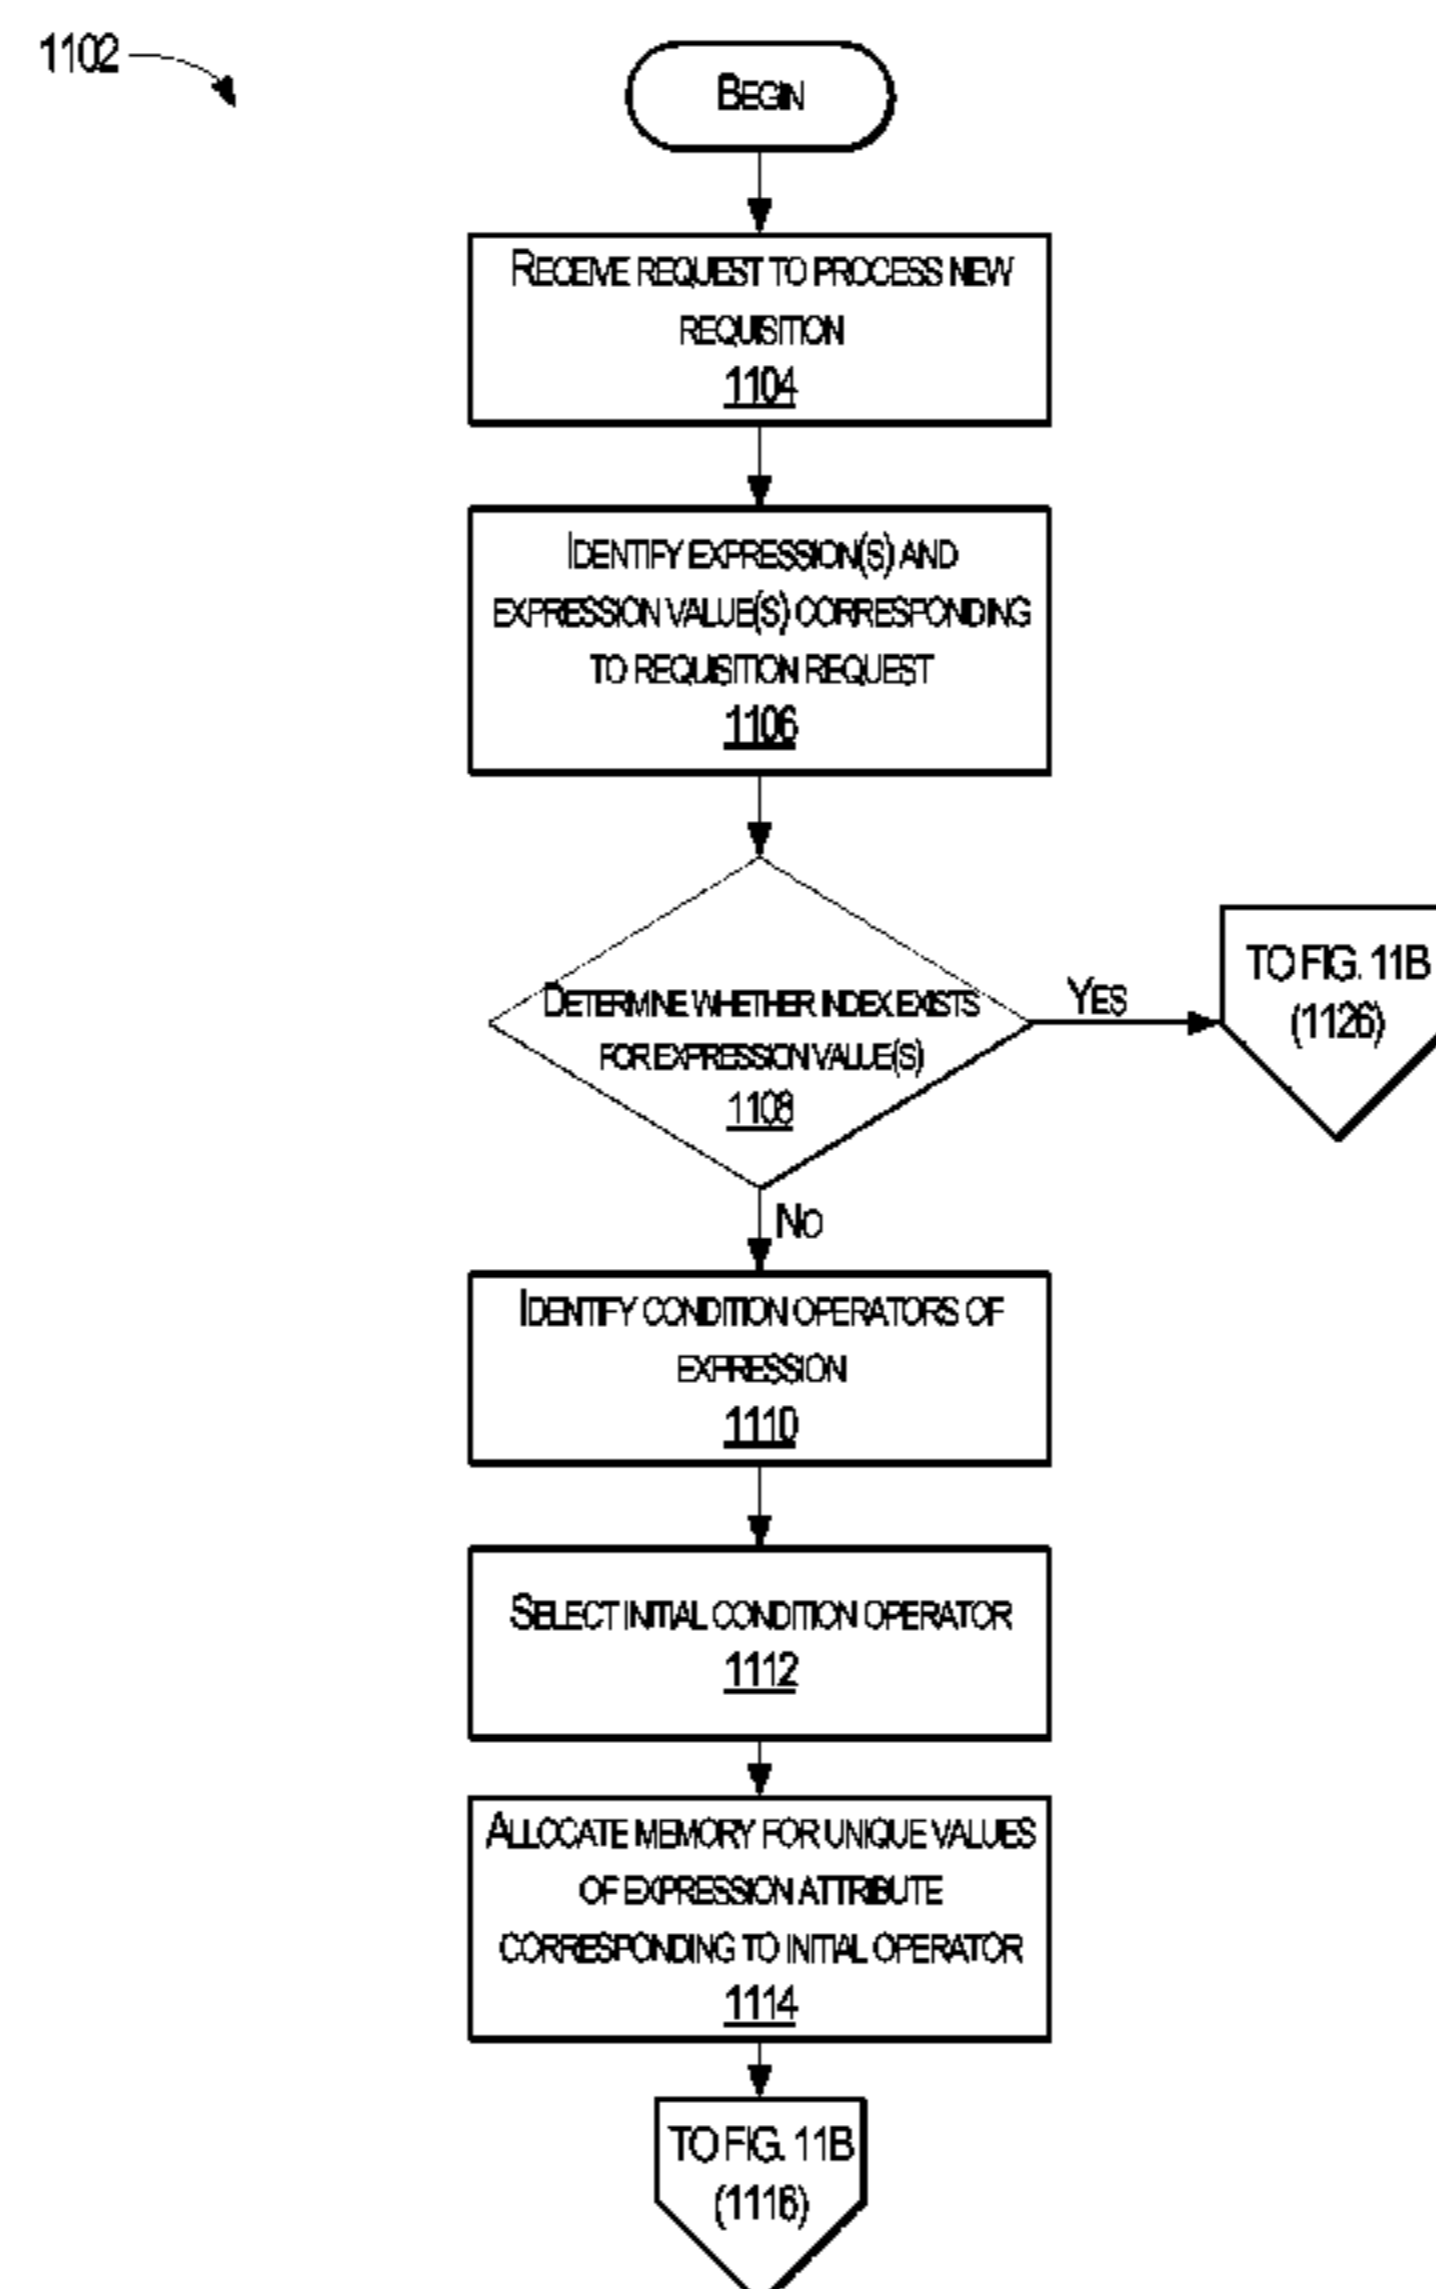 1102
BEGIN
RECEIVE REQUEST TO PROCESS NEW
REQUISITION
1104
IDENTIFY EXPRESSION(S) AND
EXPRESSION VALUE(S) CORRESPONDING
TO REQUISITION REQUEST
1106
DETERMINE WHETHER INDEX EXISTS
FOR EXPRESSION VALUE(S)
1108
YES
TO FIG. 11B
(1126)
NO
IDENTIFY CONDITION OPERATORS OF
EXPRESSION
1110
SELECT INITIAL CONDITION OPERATOR
1112
ALLOCATE MEMORY FOR UNIQUE VALUES
OF EXPRESSION ATTRIBUTE
CORRESPONDING TO INITIAL OPERATOR
1114
TO FIG. 11B
(1116)